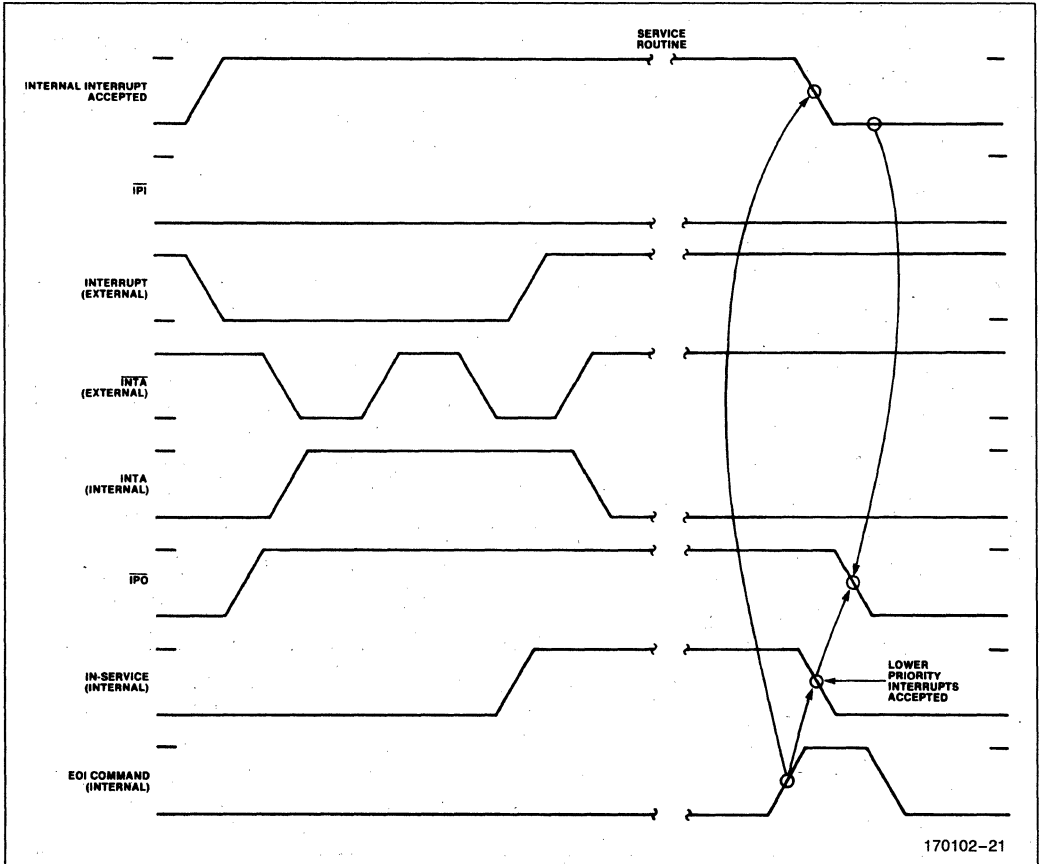 SERVICE
ROUTINE
INTERNAL INTERRUPT
ACCEPTED
IPI
INTERRUPT
(EXTERNAL)
INTA
(EXTERNAL)
INTA
(INTERNAL)
IPO
IN-SERVICE
(INTERNAL)
LOWER
PRIORITY
INTERRUPTS
ACCEPTED
EOI COMMAND
(INTERNAL)
170102-21